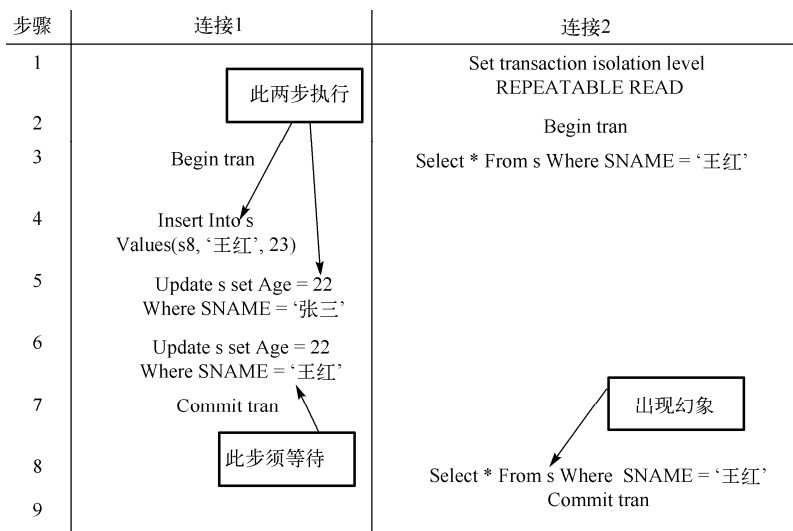 步骤 连接1 连接2
1 Set transaction isolation level
REPEATABLE READ
此两步执行
2 Begin tran
3 Begin tran Select * From s Where SNAME = ‘王红’
4 Insert Into s
Values(s8, ‘王红’, 23)
5 Update s set Age = 22
Where SNAME = ‘张三’
6 Update s set Age = 22
Where SNAME = ‘王红’
7 Commit tran 出现幻象
此步须等待
8 Select * From s Where SNAME = ‘王红’
Commit tran
9